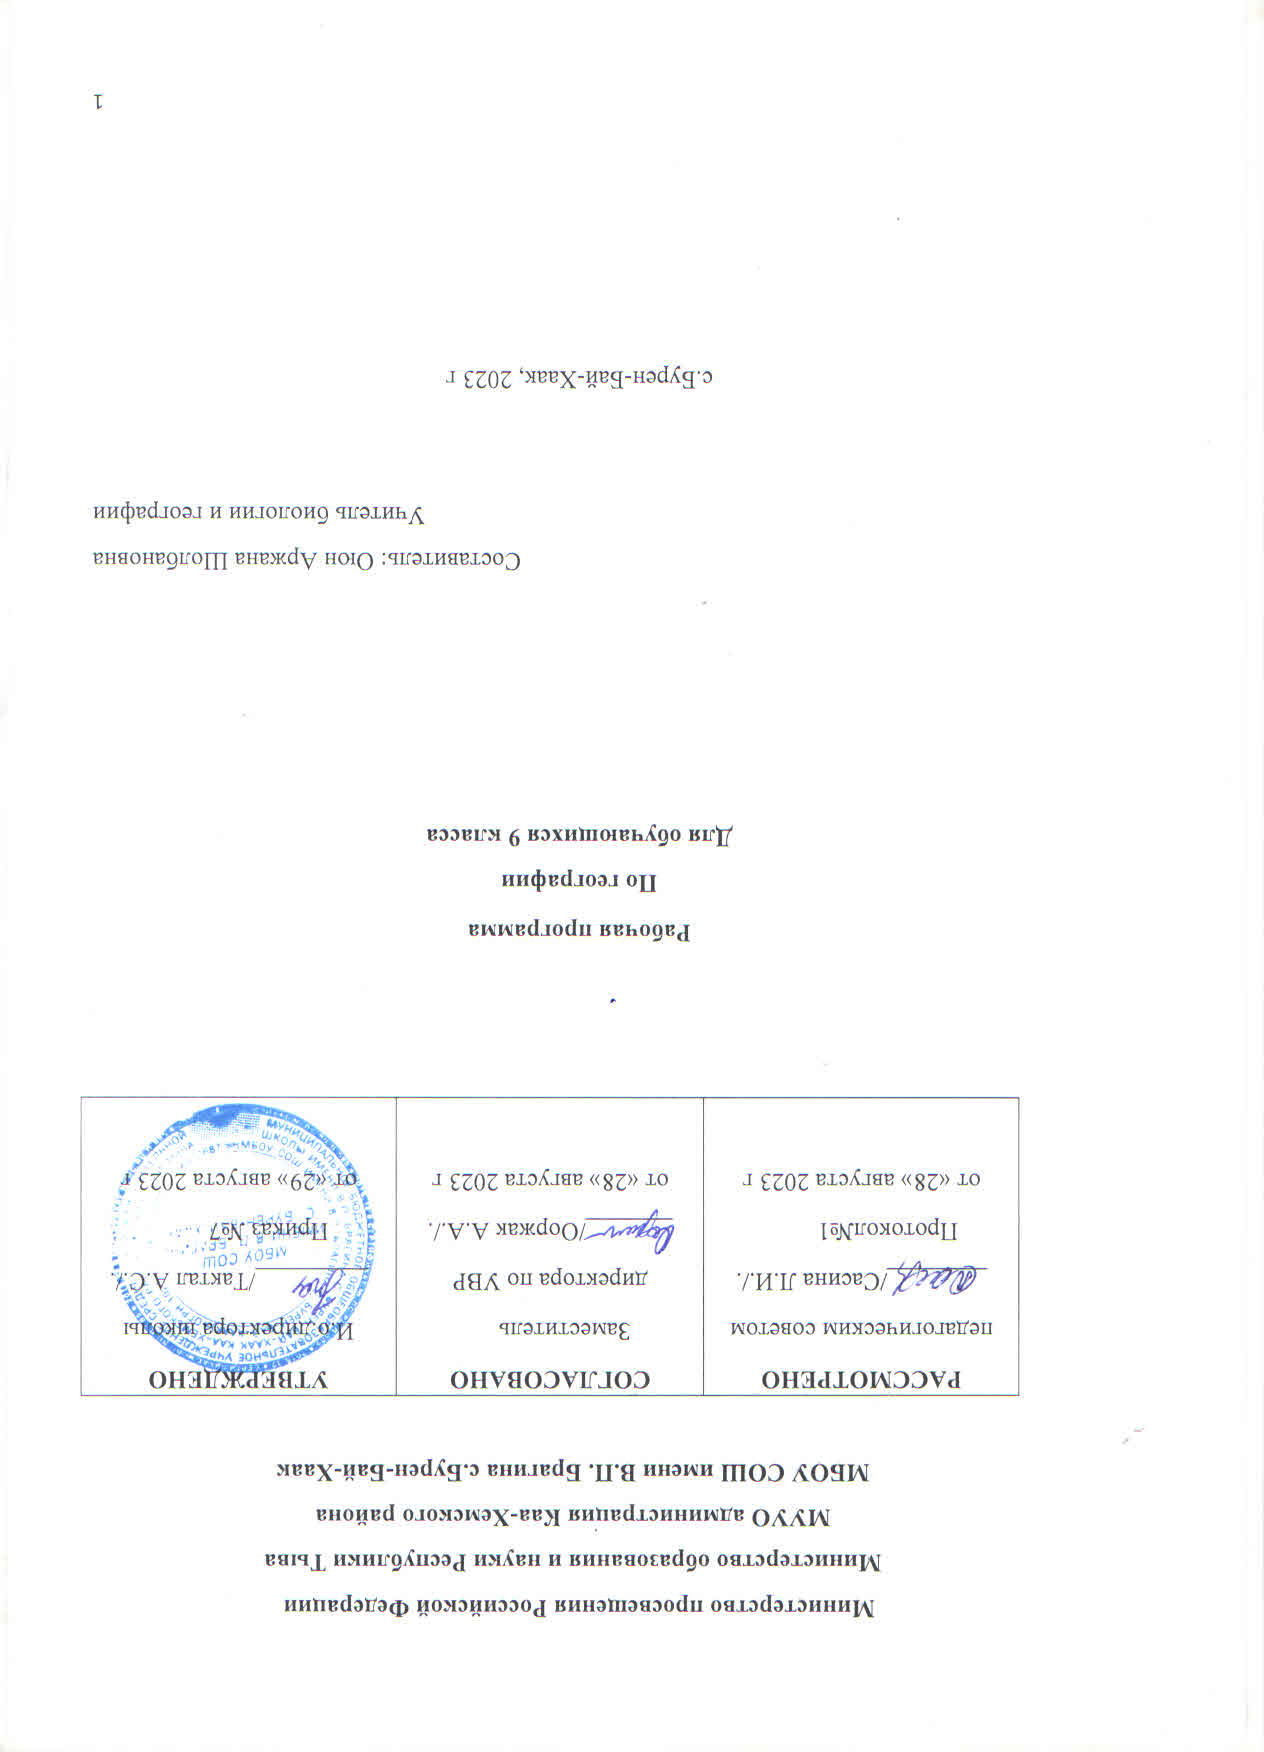 Министерство просвещения Российской Федерации
Министерство образования и науки Республики Тыва
МУУО администрация Каа-Хемского района
МБОУ СОШ имени В.П. Брагина с.Бурен-Бай-Хаак
РАССМОТРЕНО
педагогическим советом
/Сасина Л.И./.
Протокол№1
от «28» августа 2023 г
СОГЛАСОВАНО
Заместитель
директора по УВР
/Ооржак А.А./.
от «28» августа 2023 г
УТВЕРЖДЕНО
И.о.директора школы
/Тактал А.С./.
Приказ №7
от «29» августа 2023 г
МБОУ СОШ
Рабочая программа
По географии
Для обучающихся 9 класса
Составитель: Оюн Аржана Шолбановна
Учитель биологии и географии
с.Бурен-Бай-Хаак, 2023 г
1